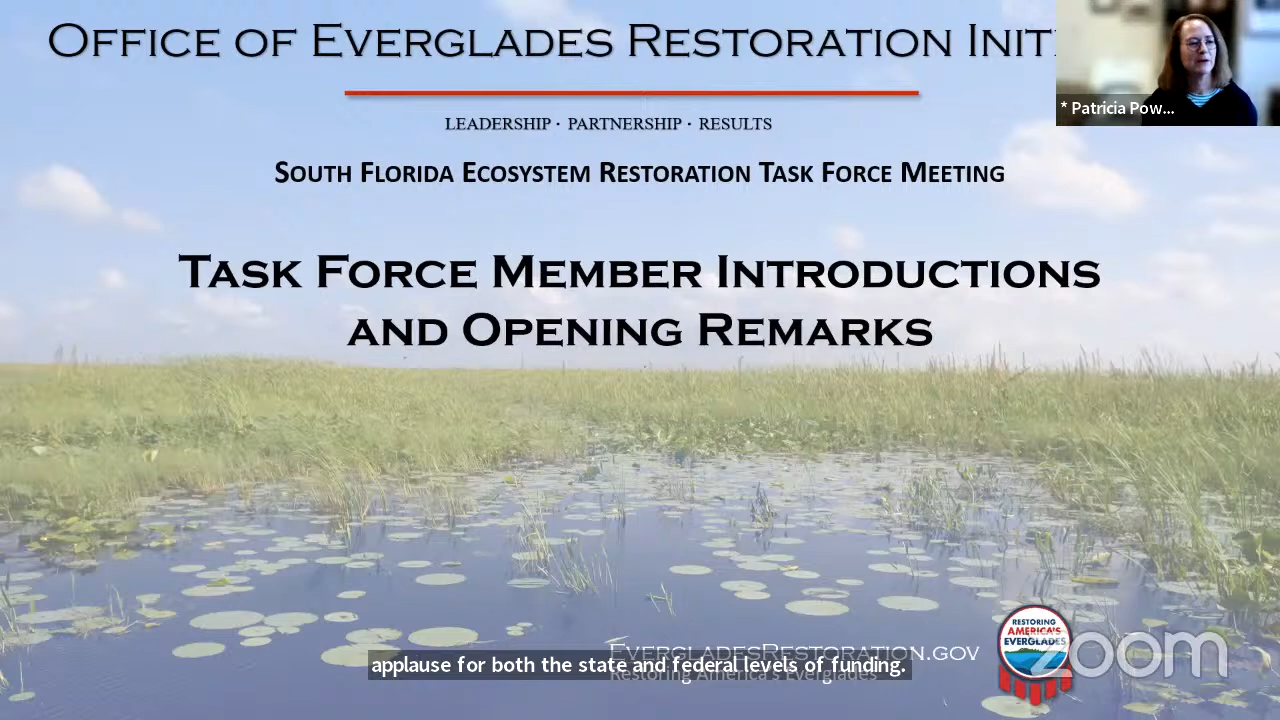 OFFICE OF EVERGLADES RESTORATION INIT
* Patricia Pow...
LEADERSHIP · PARTNERSHIP · RESULTS
SOUTH FLORIDA ECOSYSTEM RESTORATION TASK FORCE MEETING
TASK FORCE MEMBER INTRODUCTIONS
AND OPENING REMARKS
RESTORING
AMERICA'S
EVERGLADES
zoom
EVERGLADESRESTORATION.GOV
applause for both the state and federal levels of funding.
Restoring America's Everglades